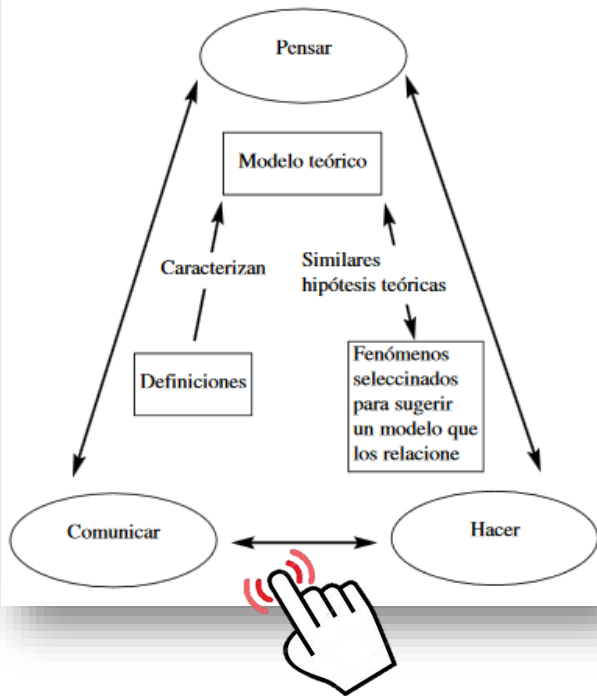 Pensar
Modelo teórico
Caracterizan
Similares
hipótesis teóricas
Definiciones
Fenómenos
seleccinados
para sugerir
un modelo que
los relacione
Comunicar
Hacer